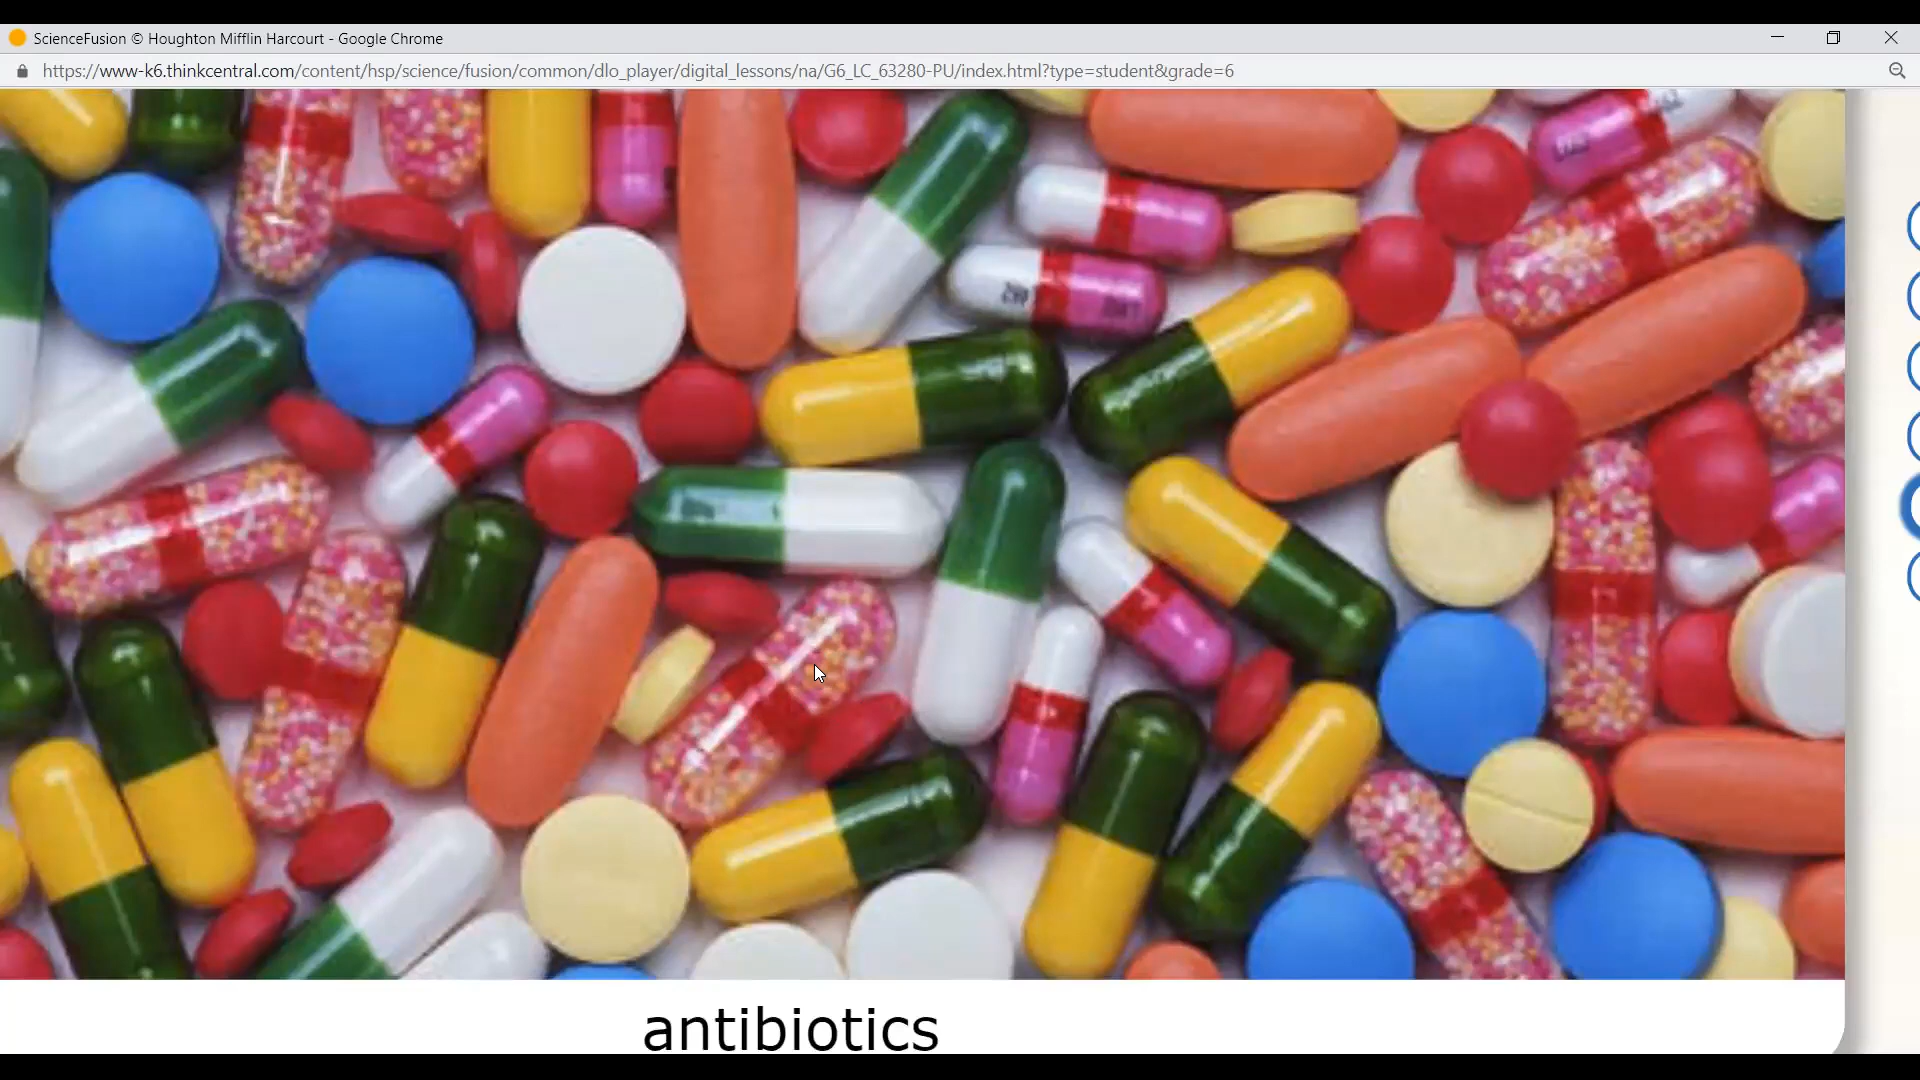 ScienceFusion © Houghton Mifflin Harcourt - Google Chrome
https://www-k6.thinkcentral.com/content/hsp/science/fusion/common/dlo_player/digital_lessons/na/G6_LC_63280-PU/index.html?type=student&grade=6
antibiotics